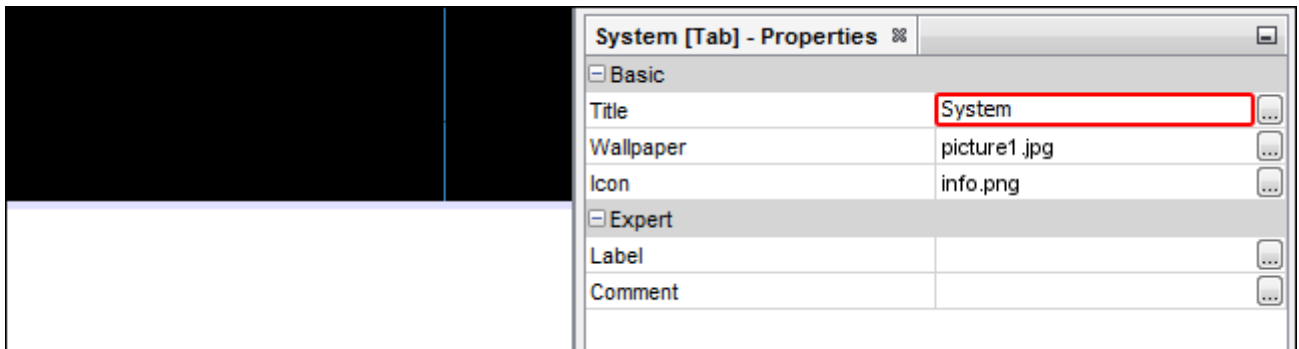 System [Tab] - Properties
Basic
Title System ...
Wallpaper picture1.jpg ...
Icon info.png ...
Expert
Label ...
Comment ...